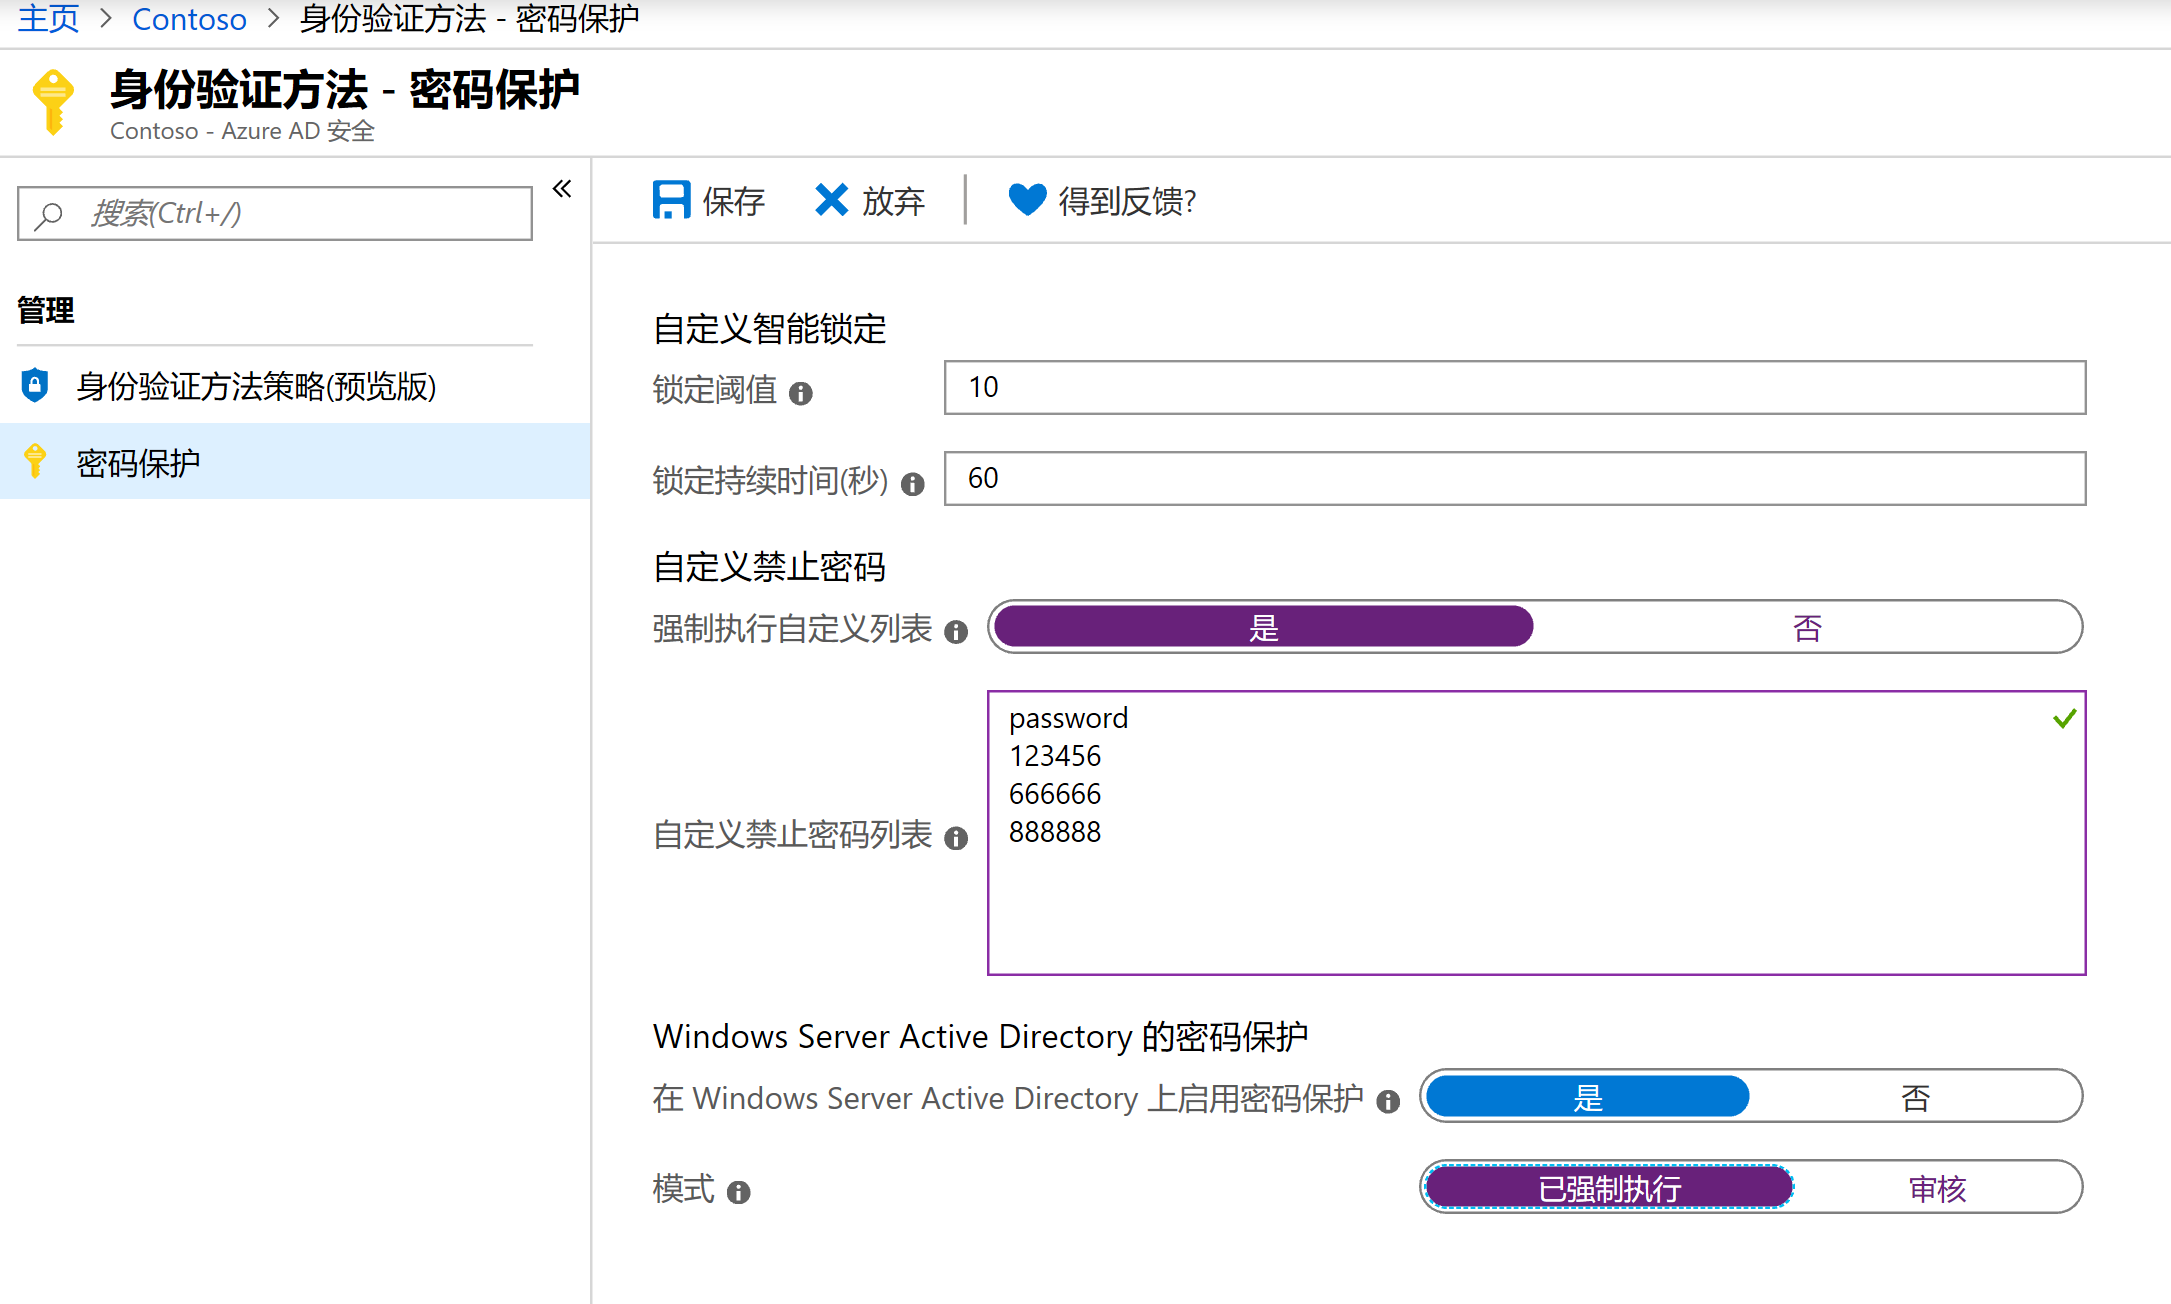 主页 > Contoso > 身份验证方法 - 密码保护
身份验证方法 - 密码保护
Contoso - Azure AD 安全
搜索(Ctrl+/)
«
管理
身份验证方法策略(预览版)
密码保护
保存 放弃 得到反馈?
自定义智能锁定
锁定阈值 10
锁定持续时间(秒) 60
自定义禁止密码
强制执行自定义列表 是 否
自定义禁止密码列表
password
123456
666666
888888
Windows Server Active Directory 的密码保护
在 Windows Server Active Directory 上启用密码保护 是 否
模式 已强制执行 审核